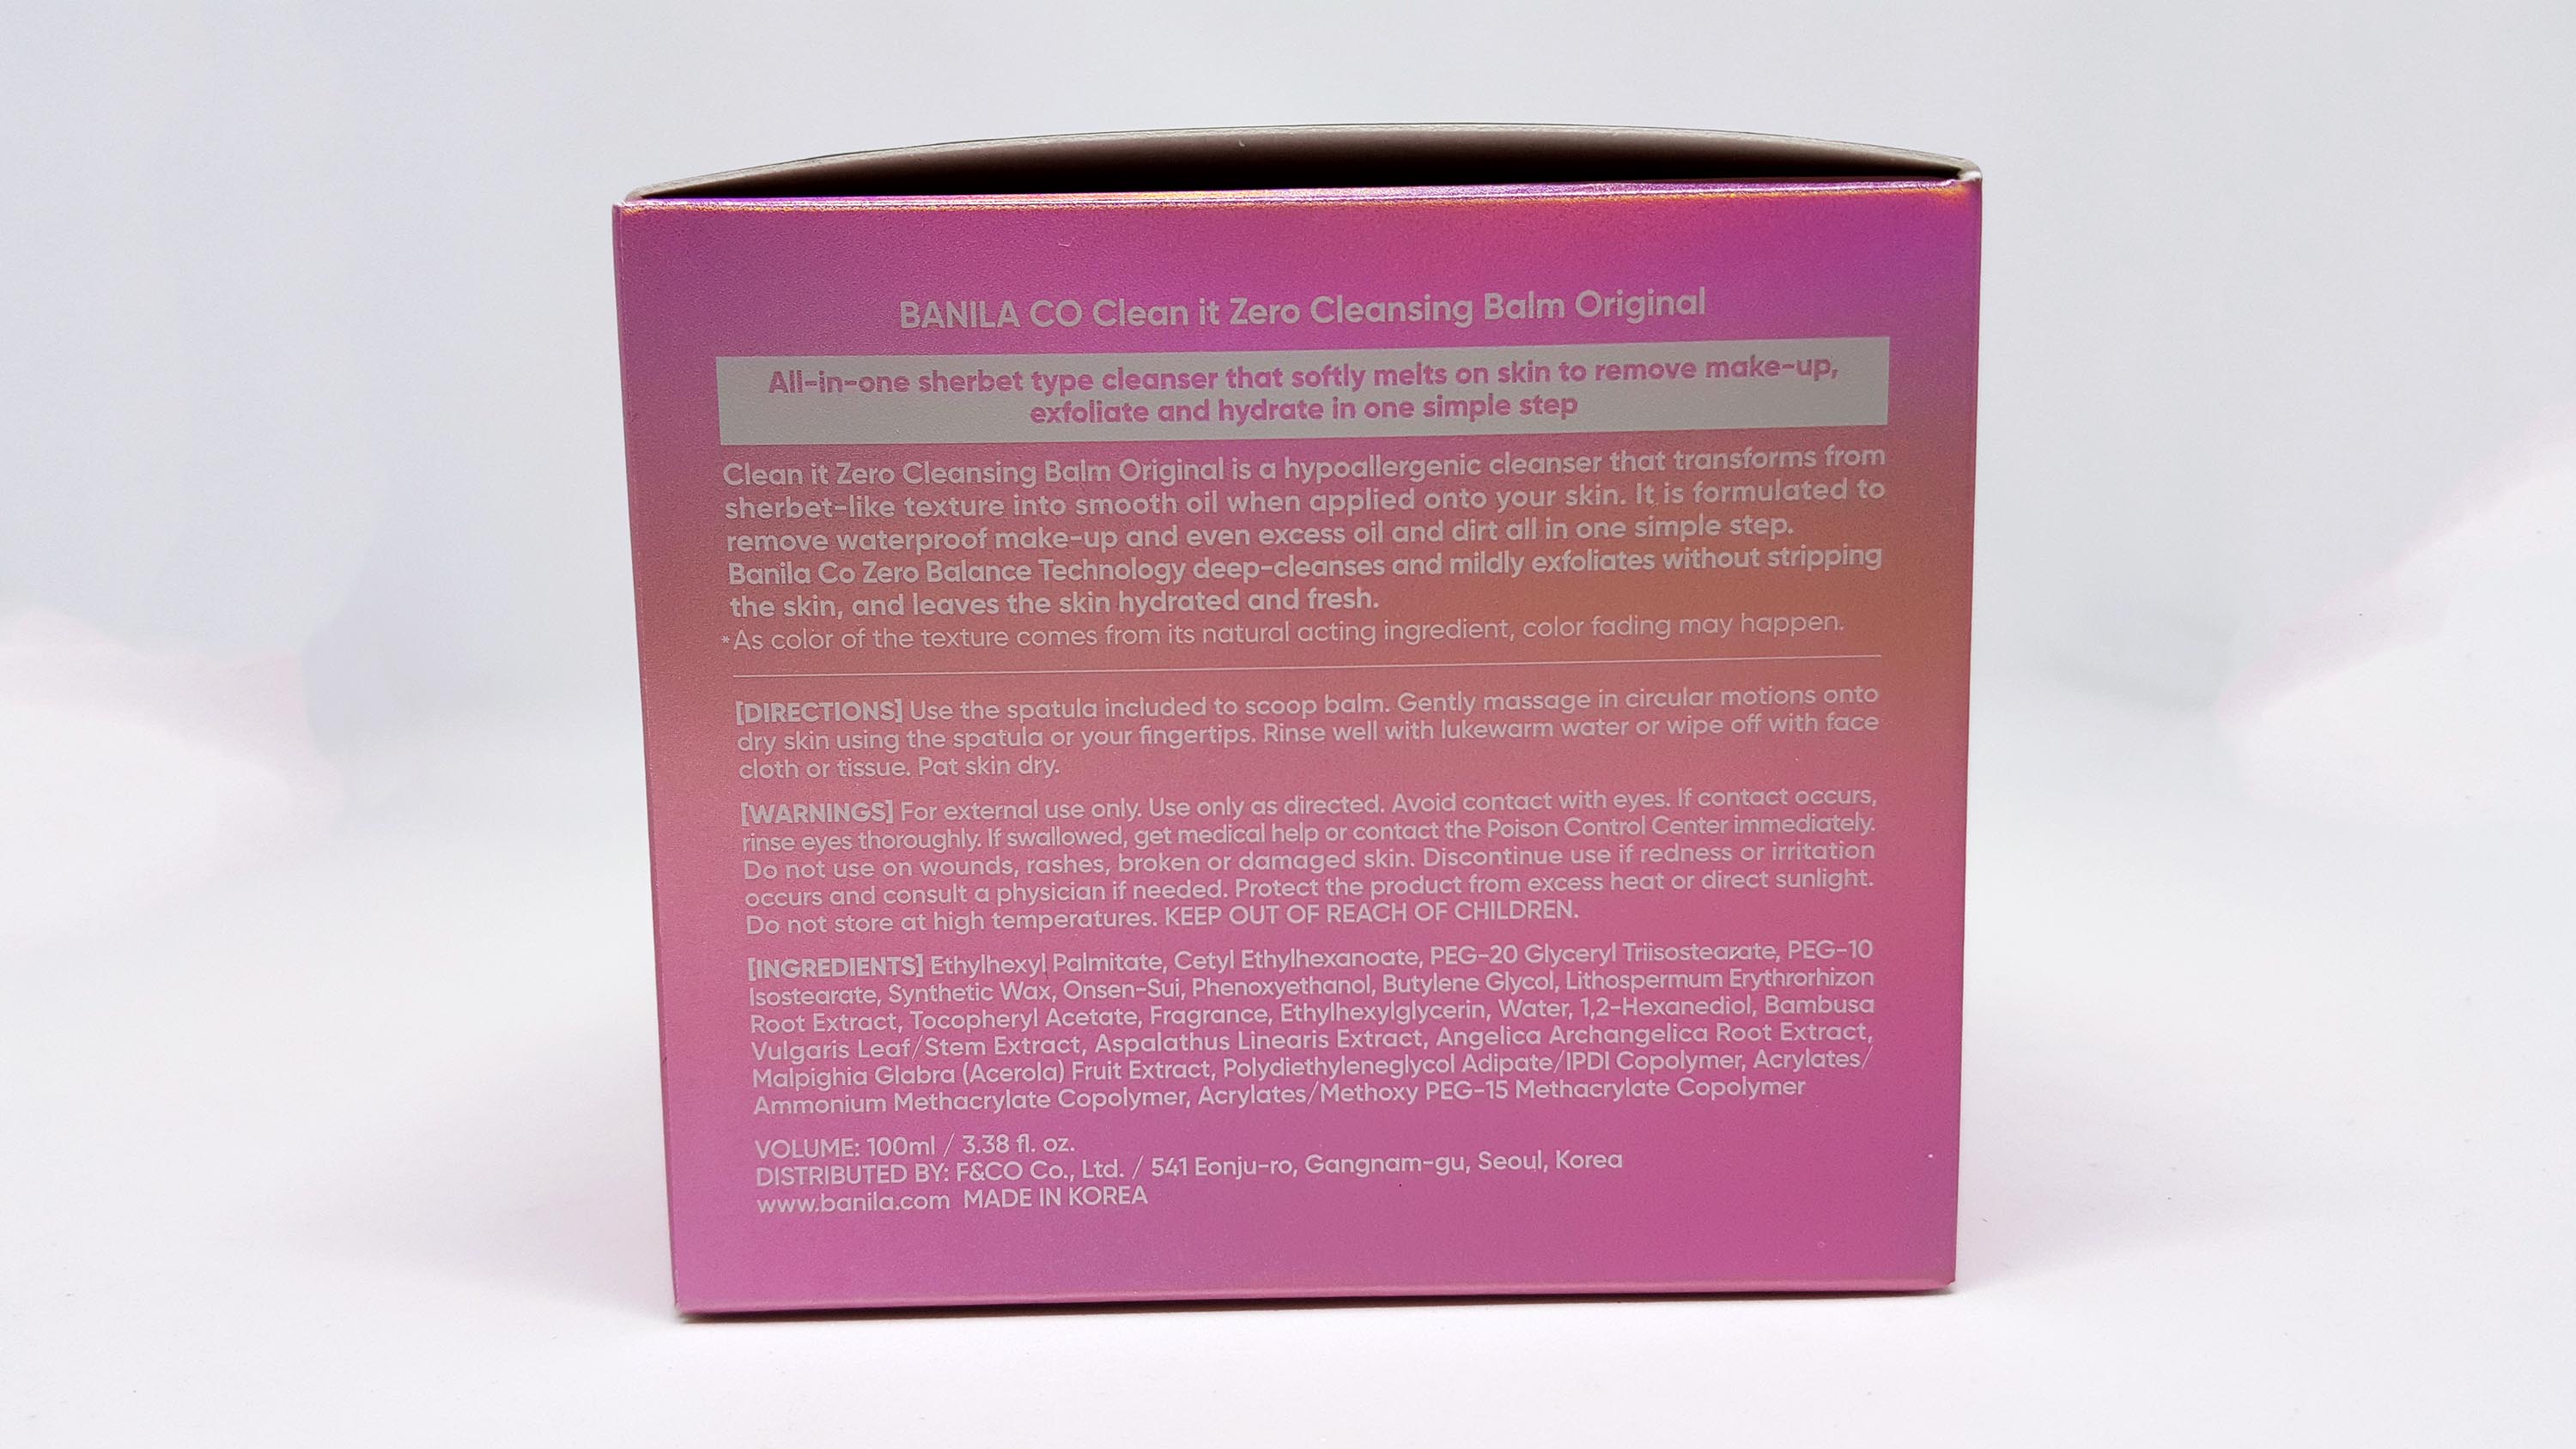 BANILA CO Clean it Zero Cleansing Balm Original
All-in-one sherbet type cleanser that softly melts on skin to remove make-up,
exfoliate and hydrate in one simple step
Clean it Zero Cleansing Balm Original is a hypoallergenic cleanser that transforms from
sherbet-like texture into smooth oil when applied onto your skin. It is formulated to
remove waterproof make-up and even excess oil and dirt all in one simple step.
Banila Co Zero Balance Technology deep-cleanses and mildly exfoliates without stripping
the skin, and leaves the skin hydrated and fresh.
*As color of the texture comes from its natural acting ingredient, color fading may happen.
[DIRECTIONS] Use the spatula included to scoop balm. Gently massage in circular motions onto
dry skin using the spatula or your fingertips. Rinse well with lukewarm water or wipe off with face
cloth or tissue. Pat skin dry.
[WARNINGS] For external use only. Use only as directed. Avoid contact with eyes. If contact occurs,
rinse eyes thoroughly. If swallowed, get medical help or contact the Poison Control Center immediately.
Do not use on wounds, rashes, broken or damaged skin. Discontinue use if redness or irritation
occurs and consult a physician if needed. Protect the product from excess heat or direct sunlight.
Do not store at high temperatures. KEEP OUT OF REACH OF CHILDREN.
[INGREDIENTS] Ethylhexyl Palmitate, Cetyl Ethylhexanoate, PEG-20 Glyceryl Triisostearate, PEG-10
Isostearate, Synthetic Wax, Onsen-Sui, Phenoxyethanol, Butylene Glycol, Lithospermum Erythrorhizon
Root Extract, Tocopheryl Acetate, Fragrance, Ethylhexylglycerin, Water, 1,2-Hexanediol, Bambusa
Vulgaris Leaf/Stem Extract, Aspalathus Linearis Extract, Angelica Archangelica Root Extract,
Malpighia Glabra (Acerola) Fruit Extract, Polydiethyleneglycol Adipate/IPDI Copolymer, Acrylates/
Ammonium Methacrylate Copolymer, Acrylates/Methoxy PEG-15 Methacrylate Copolymer
VOLUME: 100ml / 3.38 fl. oz.
DISTRIBUTED BY: F&CO Co., Ltd. / 541 Eonju-ro, Gangnam-gu, Seoul, Korea
www.banila.com MADE IN KOREA